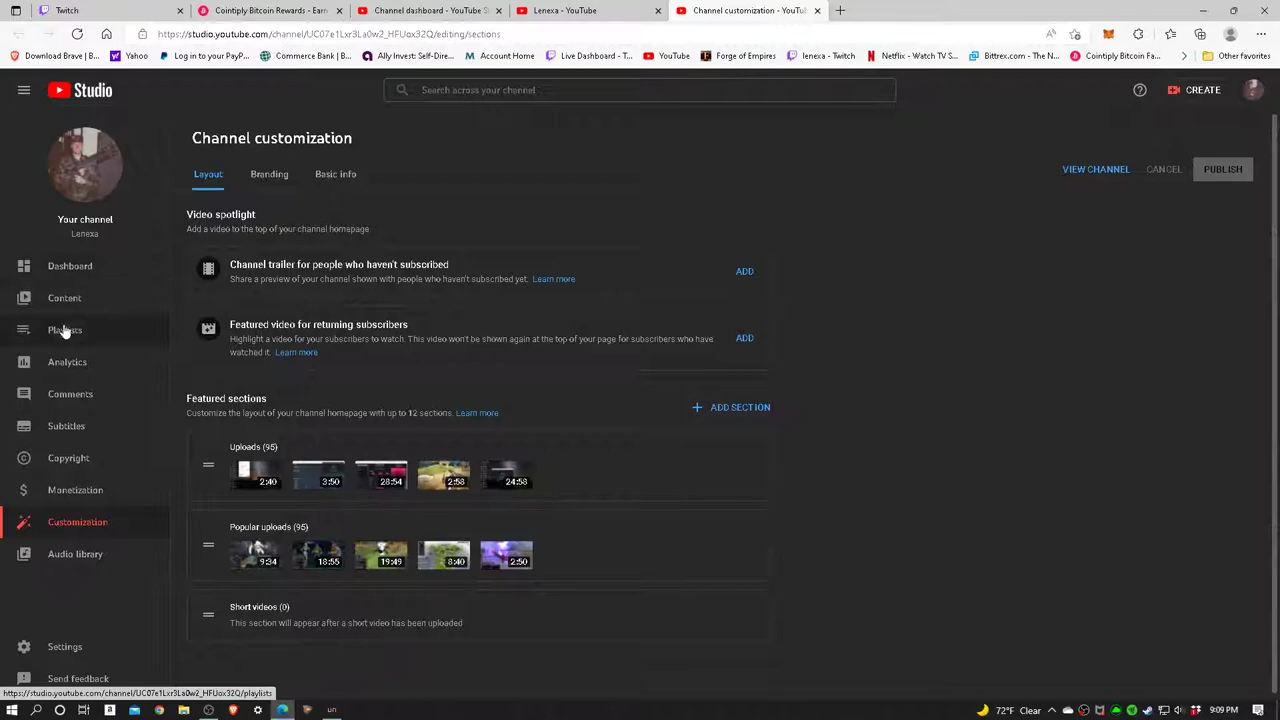 Twitch
Cointiply Bitcoin Rewards - Earn
Channel dashboard - YouTube S
Lenexa - YouTube
Channel customization - YouTu
https://studio.youtube.com/channel/UC07e1Lxr3La0w2_HFUox32Q/editing/sections
Download Brave | B...
Yahoo
Log in to your PayP...
Commerce Bank | B...
Ally Invest: Self-Dire...
Account Home
Live Dashboard - T...
YouTube
Forge of Empires
lenexca - Twitch
Netflix - Watch TV S...
Bittrex.com - The N...
Cointiply Bitcoin Fa...
Other favorites
Studio
Search across your channel
CREATE
Your channel
Lenexa
Dashboard
Content
Playlists
Analytics
Comments
Subtitles
Copyright
Monetization
Customization
Audio library
Settings
Send feedback
Channel customization
Layout Branding Basic info
VIEW CHANNEL CANCEL PUBLISH
Video spotlight
Add a video to the top of your channel homepage
Channel trailer for people who haven't subscribed
Share a preview of your channel shown with people who haven't subscribed yet. Learn more
ADD
Featured video for returning subscribers
Highlight a video for your subscribers to watch. This video won't be shown again at the top of your page for subscribers who have
watched it. Learn more
ADD
Featured sections
Customize the layout of your channel homepage with up to 12 sections. Learn more
ADD SECTION
Uploads (95)
2:40 3:50 28:54 2:58 24:58
Popular uploads (95)
9:34 18:55 19:49 8:40 2:50
Short videos (0)
This section will appear after a short video has been uploaded
https://studio.youtube.com/channel/UC07e1Lxr3La0w2_HFUox32Q/playlists
72°F Clear
9:09 PM